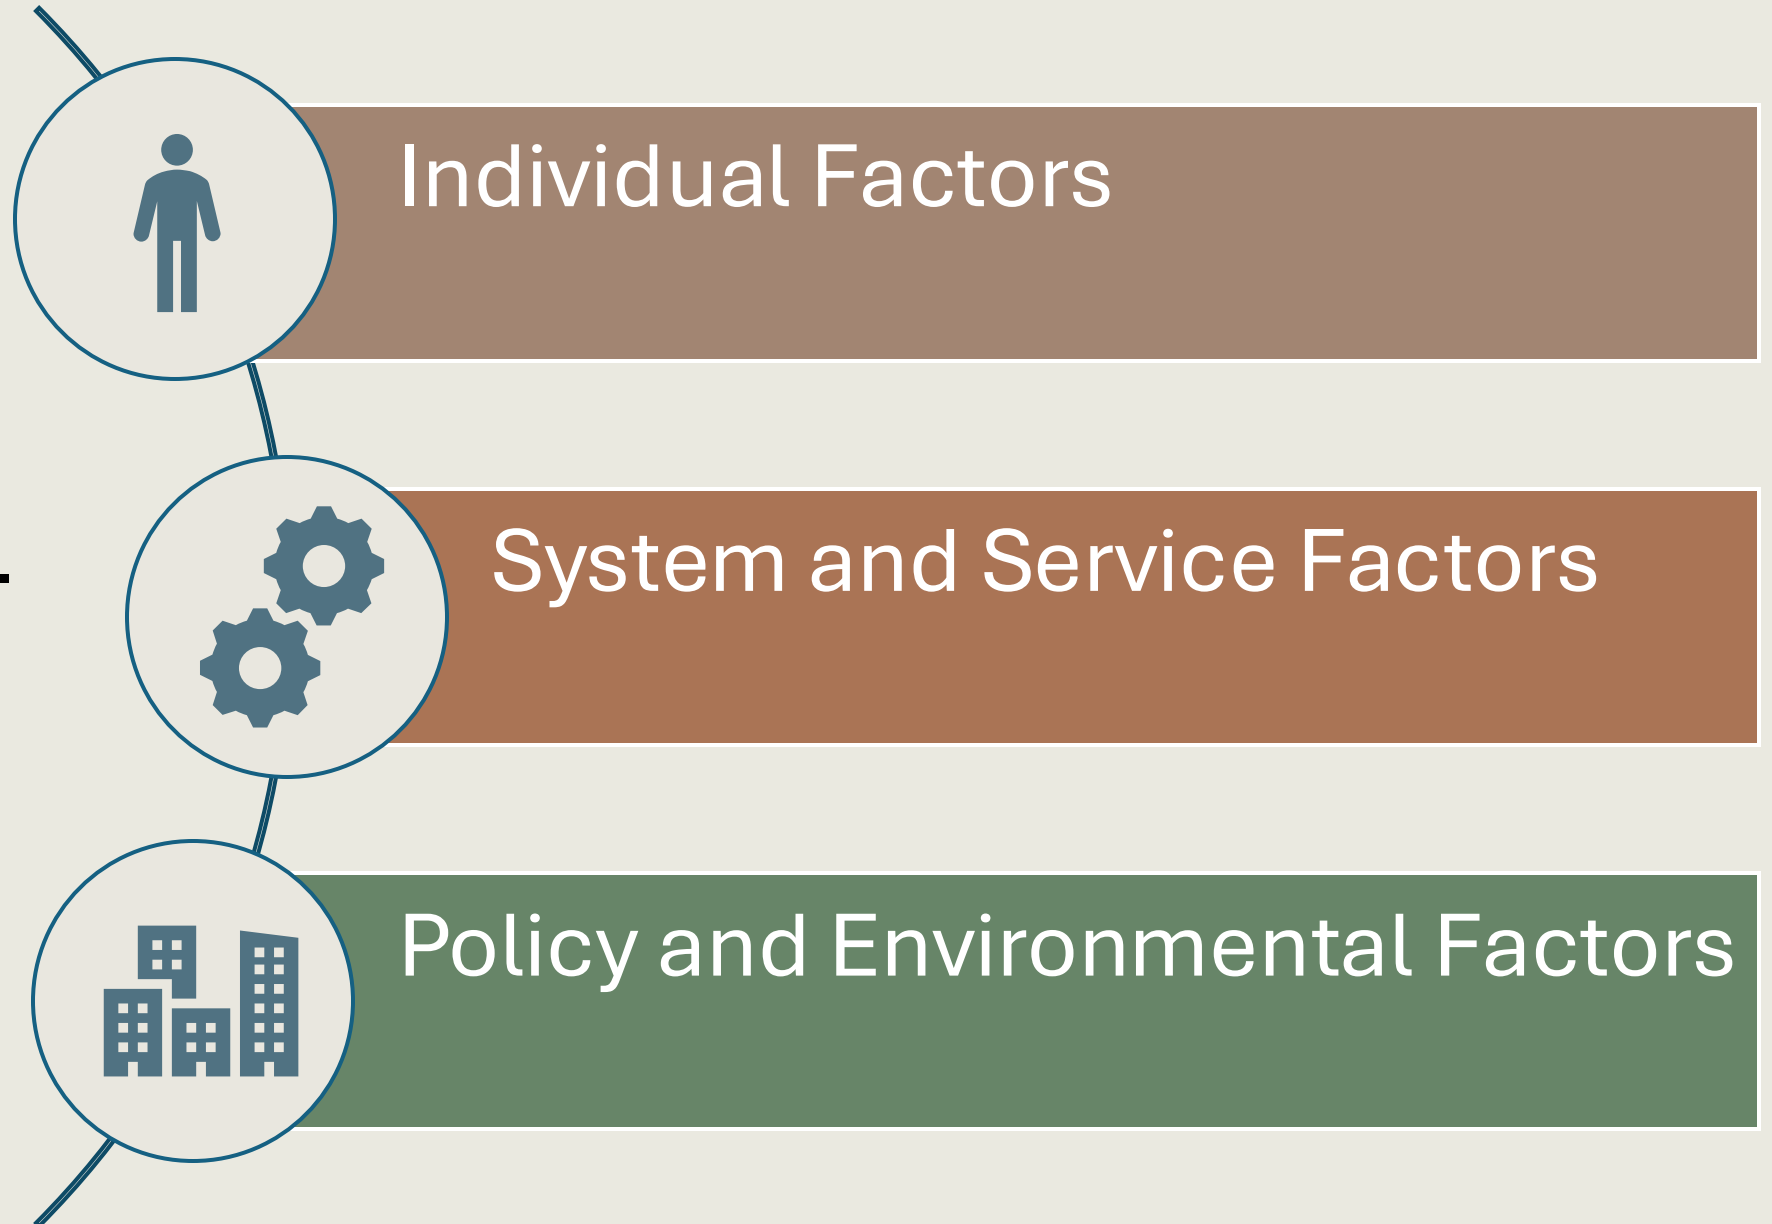 Individual Factors
System and Service Factors
Policy and Environmental Factors